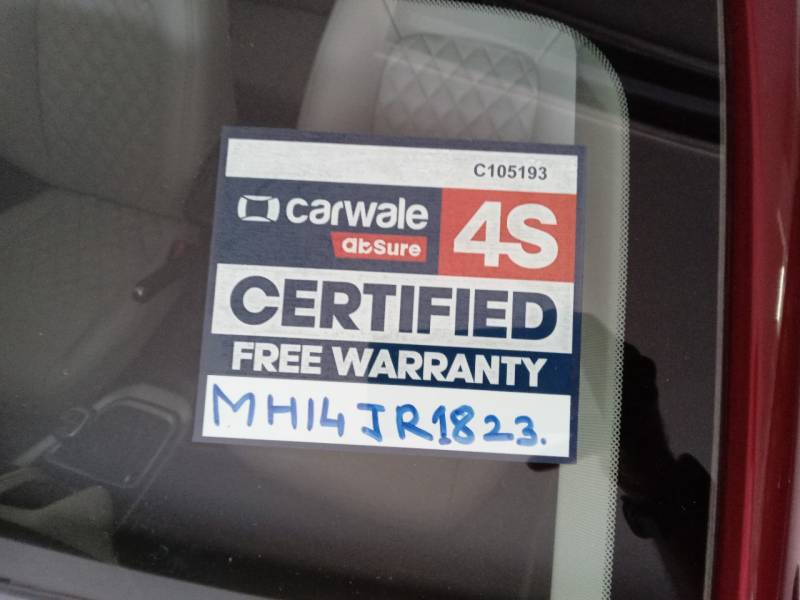 C105193
carwale
abSure
4S
CERTIFIED
FREE WARRANTY
MH14JR1823.